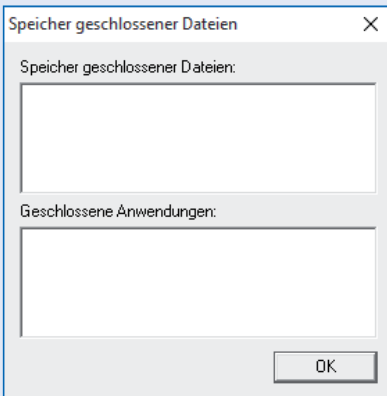 Speicher geschlossener Dateien
Speicher geschlossener Dateien:
Geschlossene Anwendungen:
OK